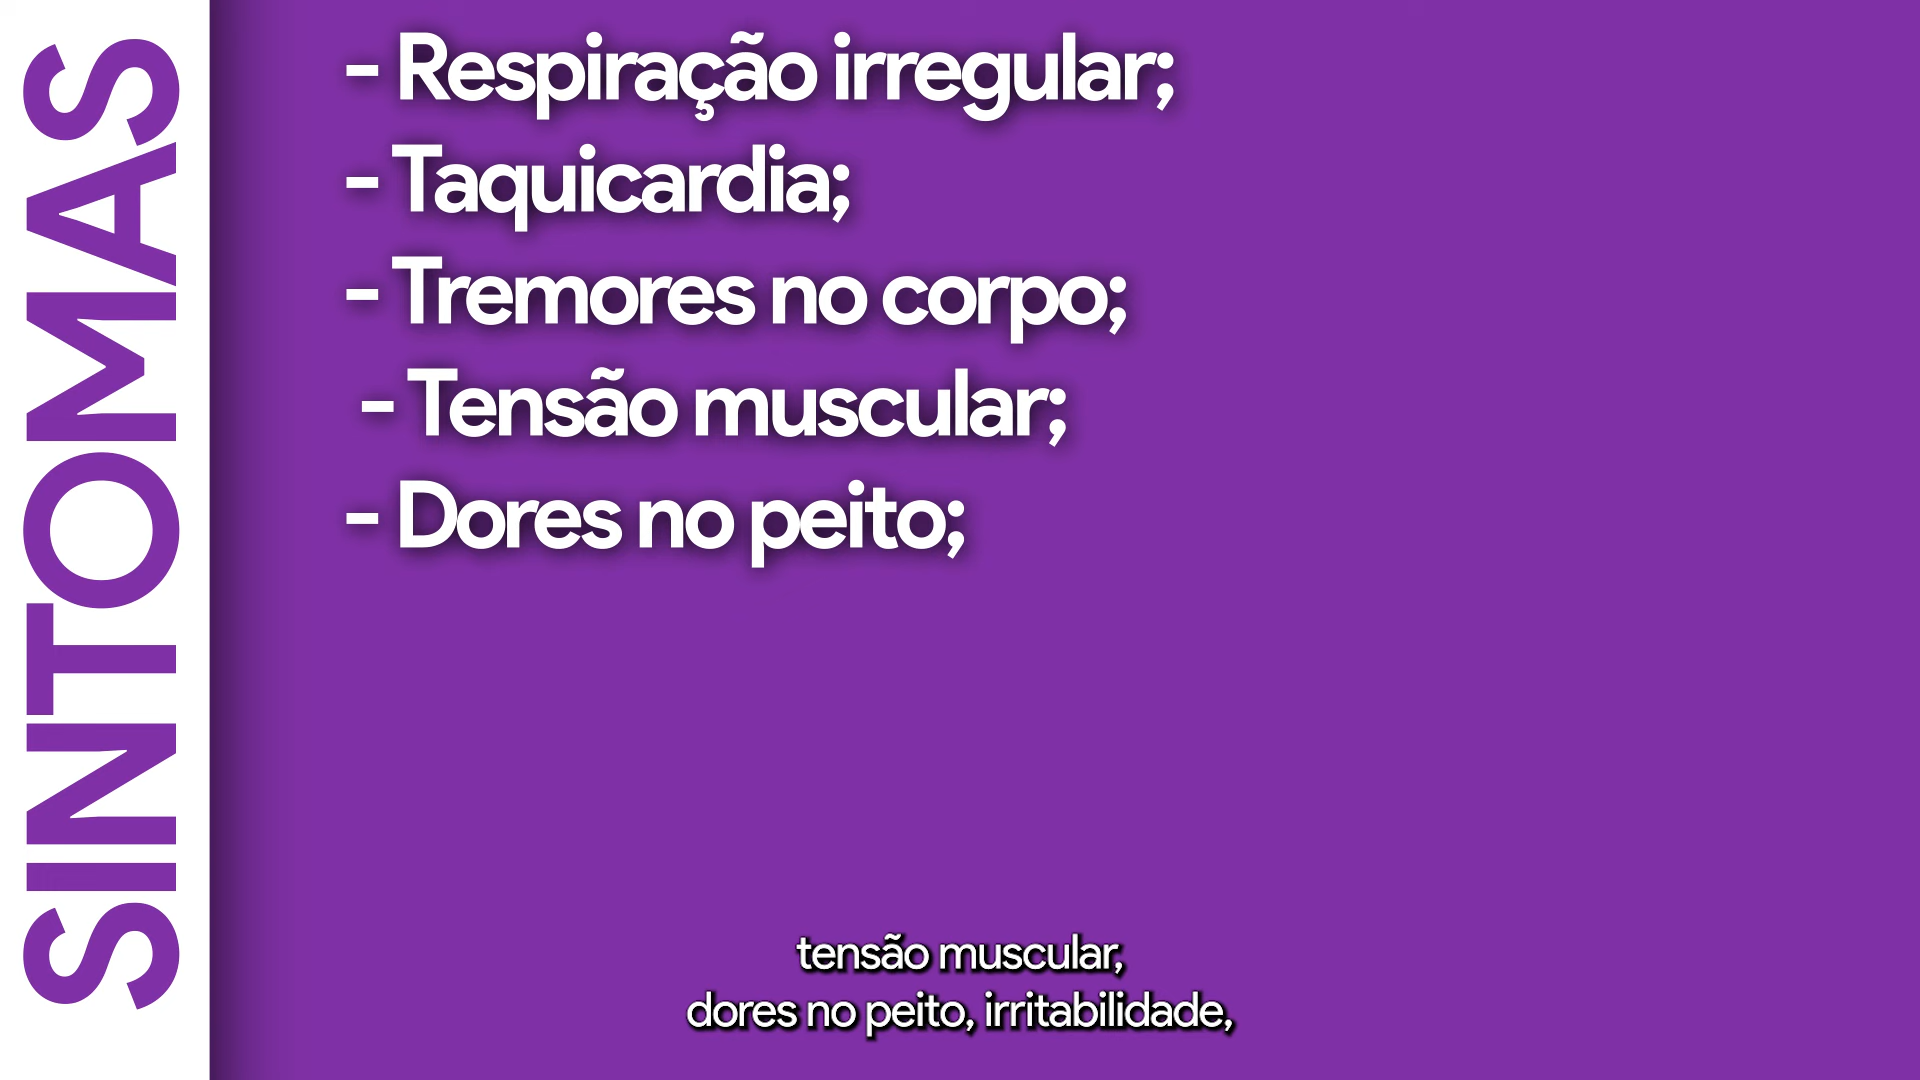 SINTOMAS
- Respiração irregular;
- Taquicardia;
- Tremores no corpo;
- Tensão muscular;
- Dores no peito;
tensão muscular,
dores no peito, irritabilidade,